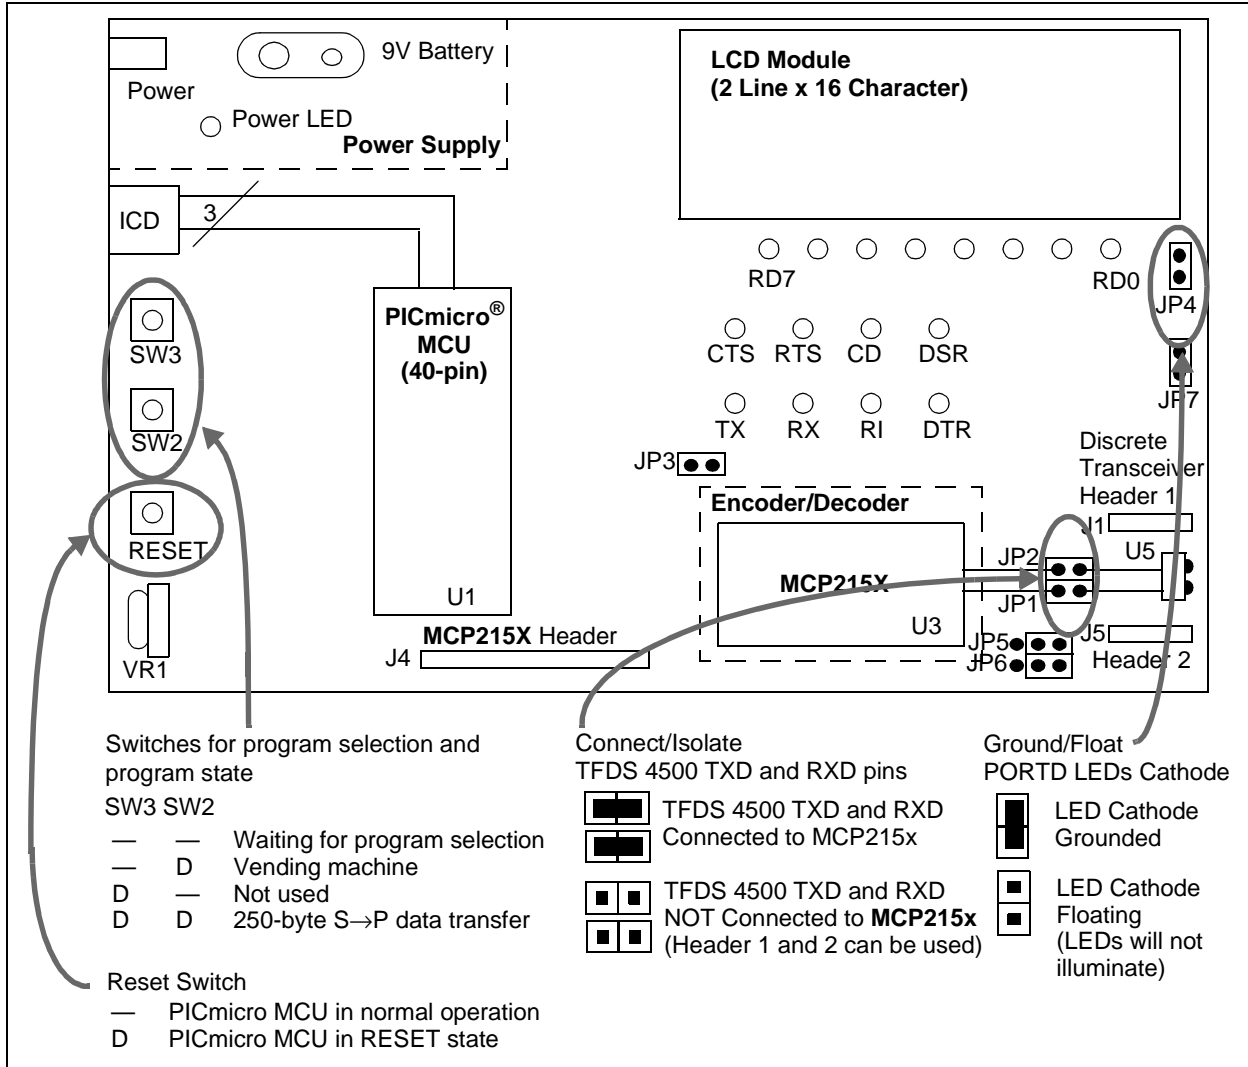 9V Battery
Power
Power LED
Power Supply
LCD Module
(2 Line x 16 Character)
ICD
3
RD7
RD0
JP4
SW3
PICmicro®
MCU
(40-pin)
CTS RTS CD DSR
JP7
SW2
TX RX RI DTR
JP3
Discrete
Transceiver
Header 1
Encoder/Decoder
RESET
J1
JP2
U5
MCP215X
U1
JP1
U3
MCP215X Header
J4
JP5
J5
JP6
Header 2
VR1
Switches for program selection and
program state
SW3 SW2
— — Waiting for program selection
— D Vending machine
D — Not used
D D 250-byte S→P data transfer
Reset Switch
— PICmicro MCU in normal operation
D PICmicro MCU in RESET state
Connect/Isolate
TFDS 4500 TXD and RXD pins
TFDS 4500 TXD and RXD
Connected to MCP215x
TFDS 4500 TXD and RXD
NOT Connected to MCP215x
(Header 1 and 2 can be used)
Ground/Float
PORTD LEDs Cathode
LED Cathode
Grounded
LED Cathode
Floating
(LEDs will not
illuminate)